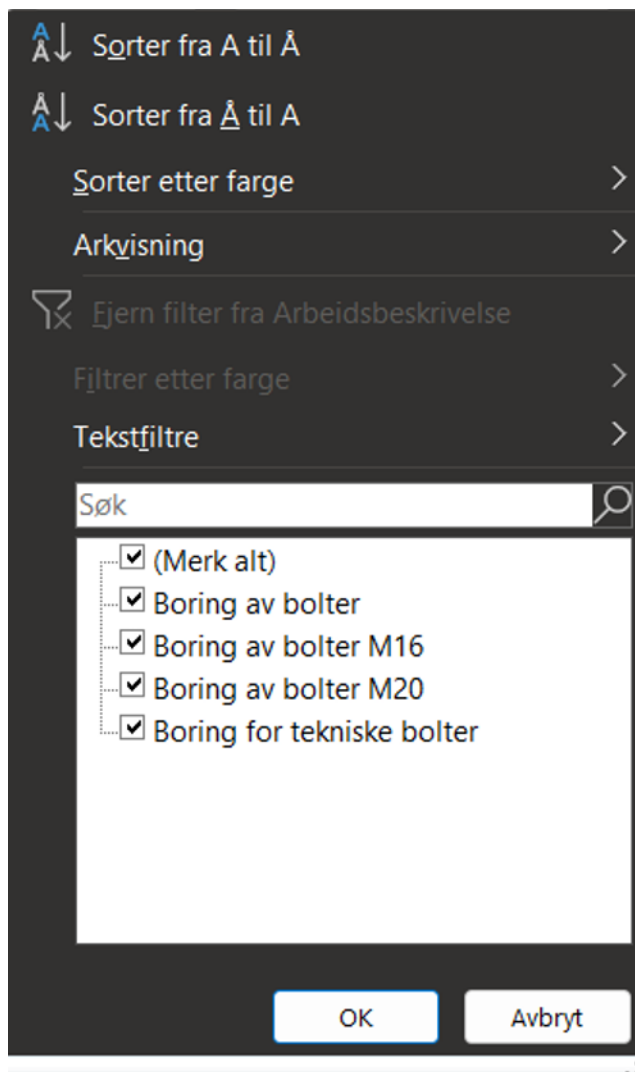 Sorter fra A til Å
Sorter fra Å til A
Sorter etter farge
Arkvisning
Fjern filter fra Arbeidsbeskrivelse
Filtrer etter farge
Tekstfiltre
Søk
(Merk alt)
Boring av bolter
Boring av bolter M16
Boring av bolter M20
Boring for tekniske bolter
OK
Avbryt